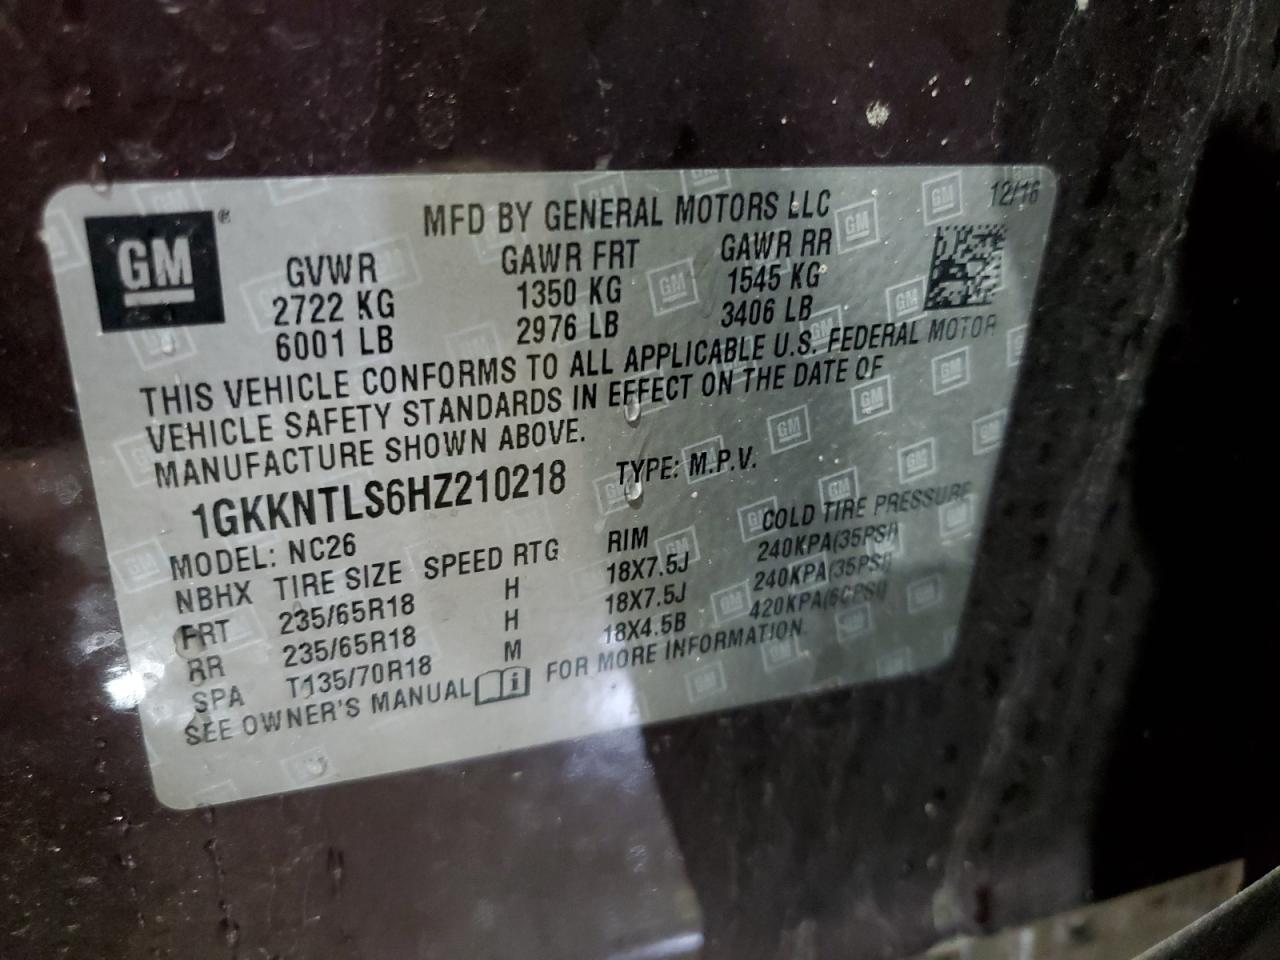 GM ®
MFD BY GENERAL MOTORS LLC 12/16
GVWR GAWR FRT GAWR RR
2722 KG 1350 KG 1545 KG
6001 LB 2976 LB 3406 LB
THIS VEHICLE CONFORMS TO ALL APPLICABLE U.S. FEDERAL MOTOR
VEHICLE SAFETY STANDARDS IN EFFECT ON THE DATE OF
MANUFACTURE SHOWN ABOVE.
1GKKNTLS6HZ210218 TYPE: M.P.V.
MODEL: NC26
NBHX TIRE SIZE SPEED RTG RIM COLD TIRE PRESSURE
FRT 235/65R18 H 18X7.5J 240KPA(35PSI)
RR 235/65R18 H 18X7.5J 240KPA(35PSI)
SPA T135/70R18 M 18X4.5B 420KPA(60PSI)
SEE OWNER'S MANUAL i FOR MORE INFORMATION